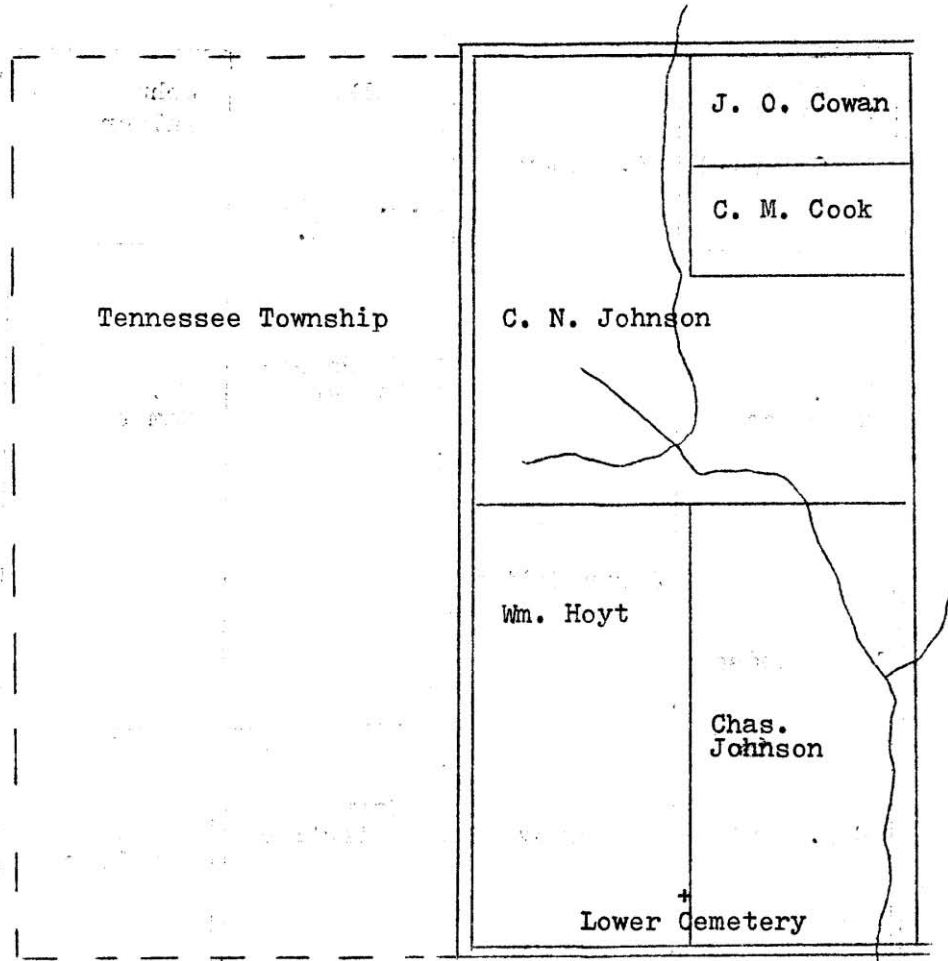 J. O. Cowan
C. M. Cook
Tennessee Township
C. N. Johnson
Wm. Hoyt
Chas.
Johnson
Lower Cemetery